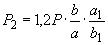 P₂ = 1,2P · b/a · a₁/b₁